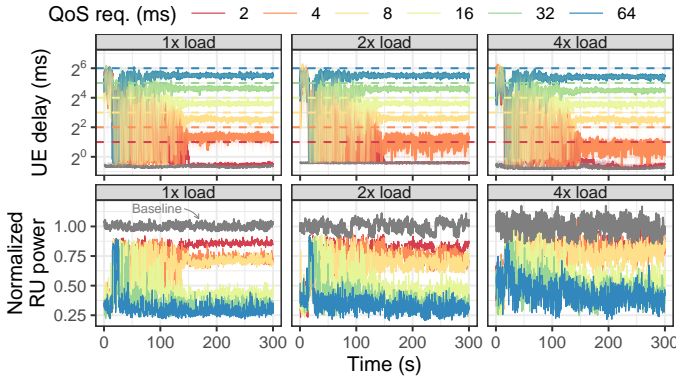 QoS req. (ms) 2 4 8 16 32 64
1x load 2x load 4x load
UE delay (ms)
2^6
2^4
2^2
2^0
1x load 2x load 4x load
Normalized
RU power
Baseline
1.00
0.75
0.50
0.25
0 100 200 300 0 100 200 300 0 100 200 300
Time (s)